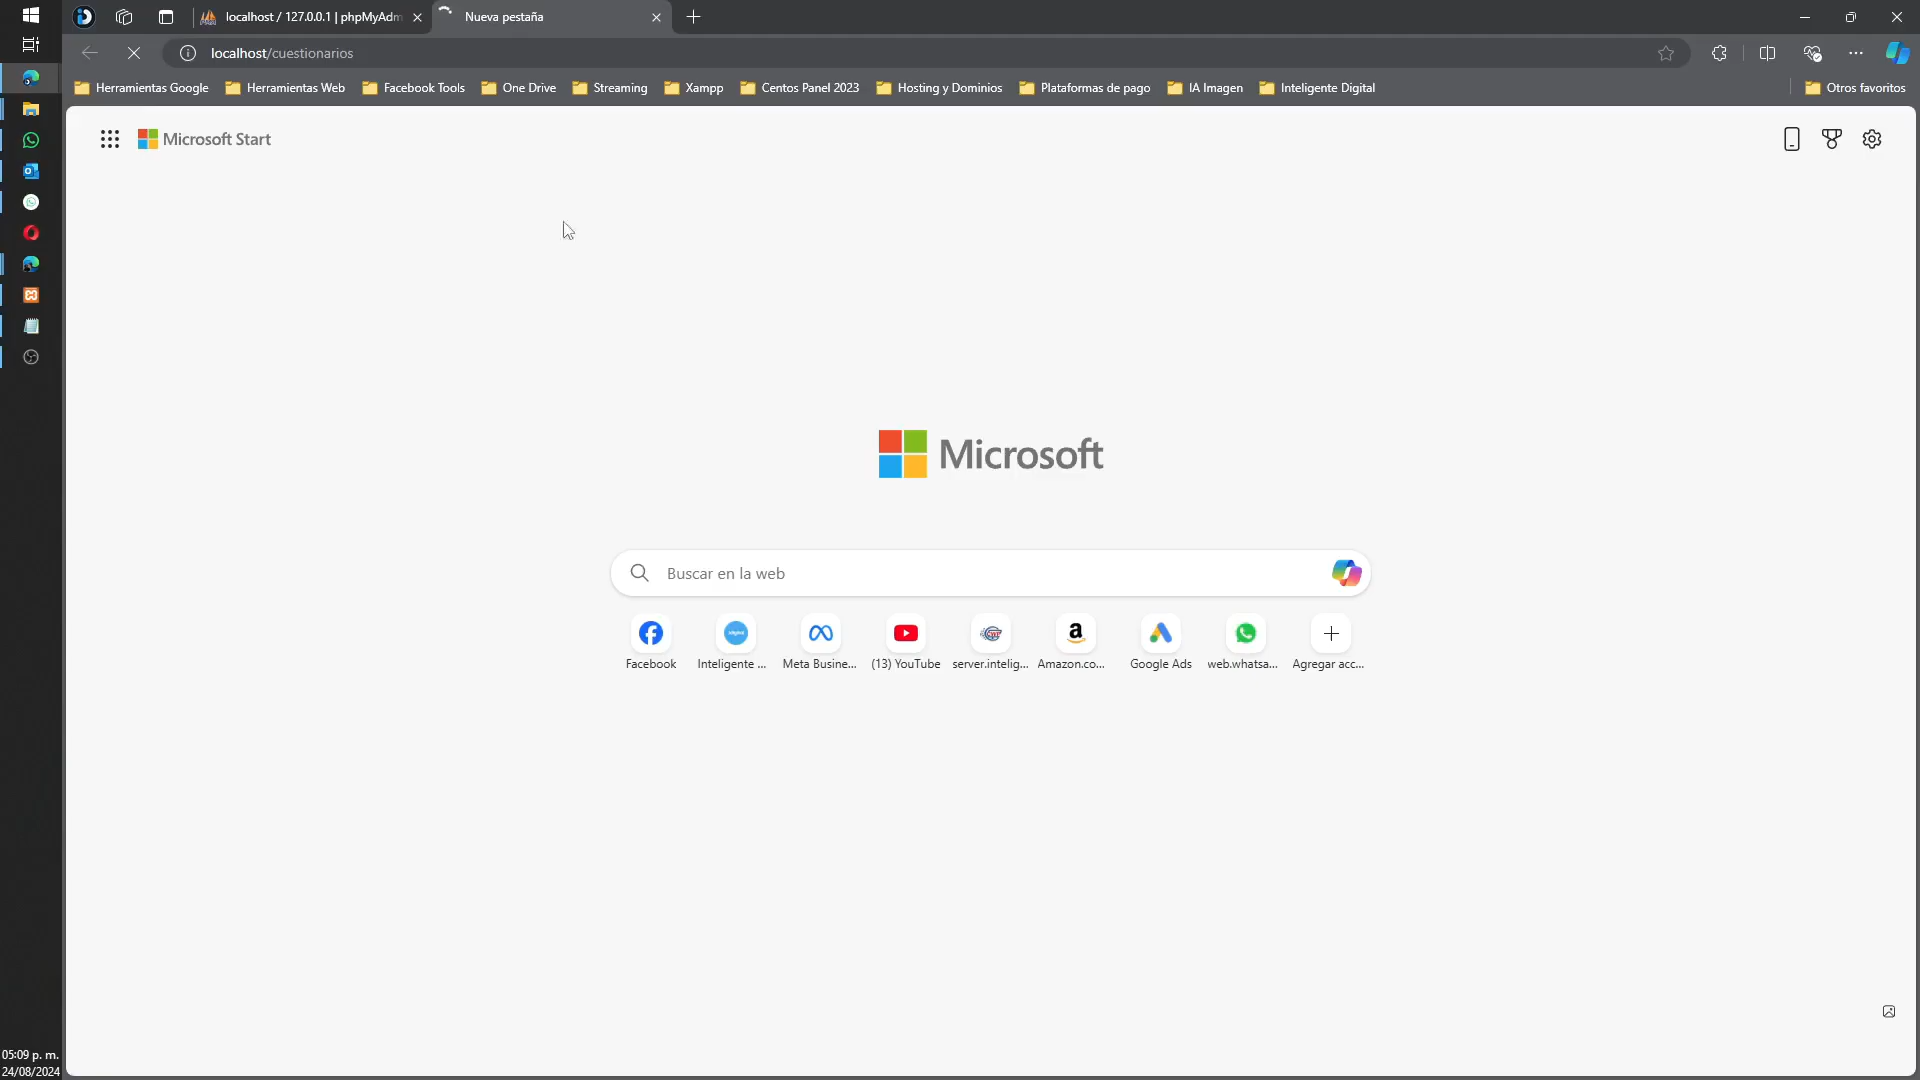 localhost / 127.0.0.1 | phpMyAdm
Nueva pestaña
localhost/cuestionarios
Herramientas Google
Herramientas Web
Facebook Tools
One Drive
Streaming
Xampp
Centos Panel 2023
Hosting y Dominios
Plataformas de pago
IA Imagen
Inteligente Digital
Otros favoritos
Microsoft Start
Microsoft
Buscar en la web
Facebook
Inteligente ...
Meta Busine...
(13) YouTube
server.intelig...
Amazon.co...
Google Ads
web.whatsa...
Agregar acc...
05:09 p. m.
24/08/2024